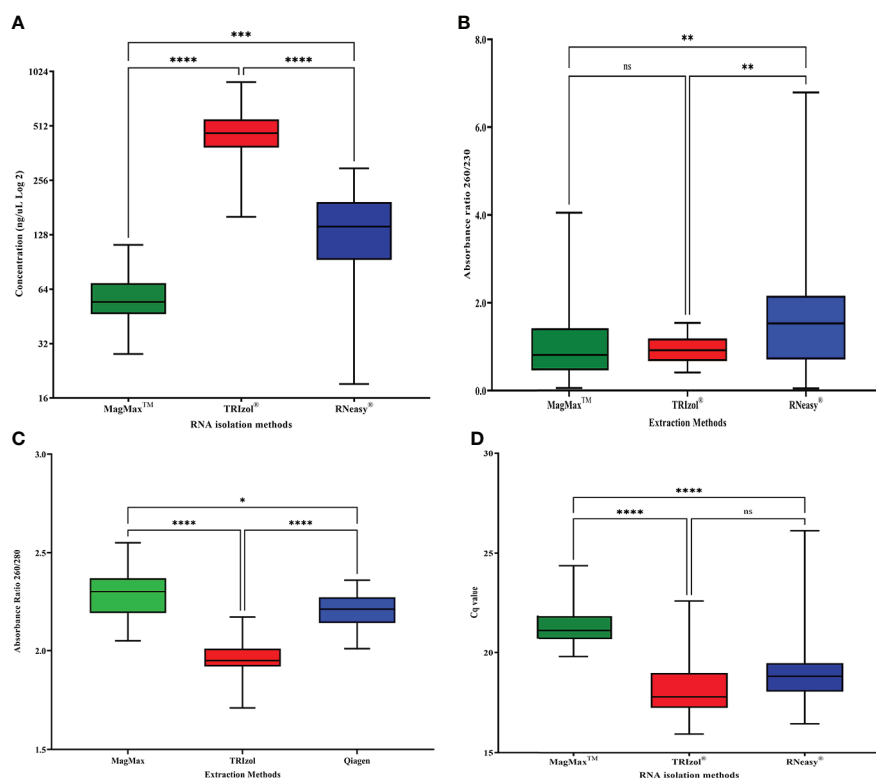 A
***
**** ****
1024
512
256
128
64
32
16
Concentration (ng/uL Log 2)
MagMax™ TRIzol® RNeasy®
RNA isolation methods
B
**
ns **
8.0
6.0
4.0
2.0
0.0
Absorbance ratio 260/230
MagMax™ TRIzol® RNeasy®
Extraction Methods
C
*
**** ****
3.0
2.5
2.0
1.5
Absorbance Ratio 260/280
MagMax TRIzol Qiagen
Extraction Methods
D
****
**** ns
30
25
20
15
Cq value
MagMax™ TRIzol® RNeasy®
RNA isolation methods